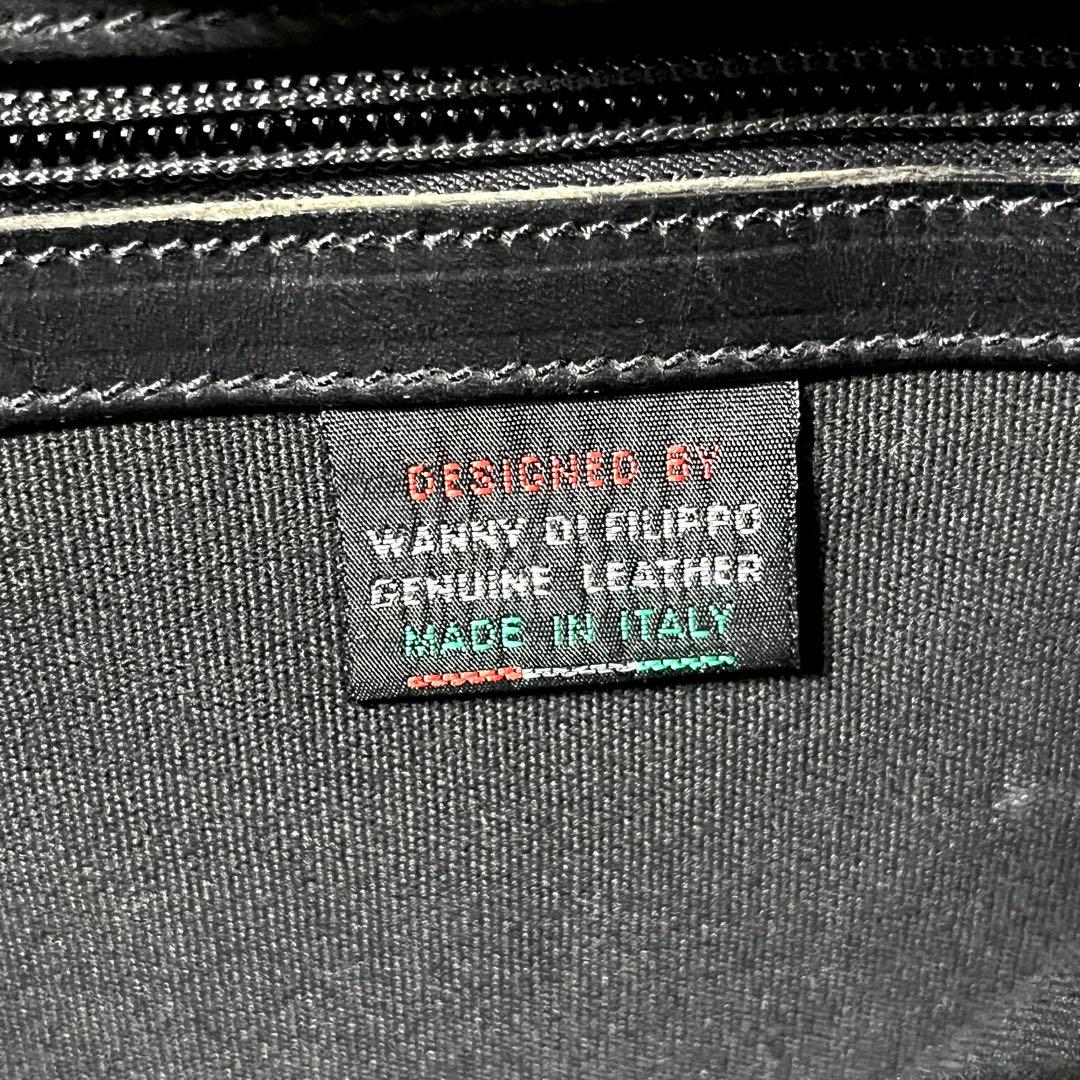 DESIGNED BY
WANNY DI FILIPPO
GENUINE LEATHER
MADE IN ITALY